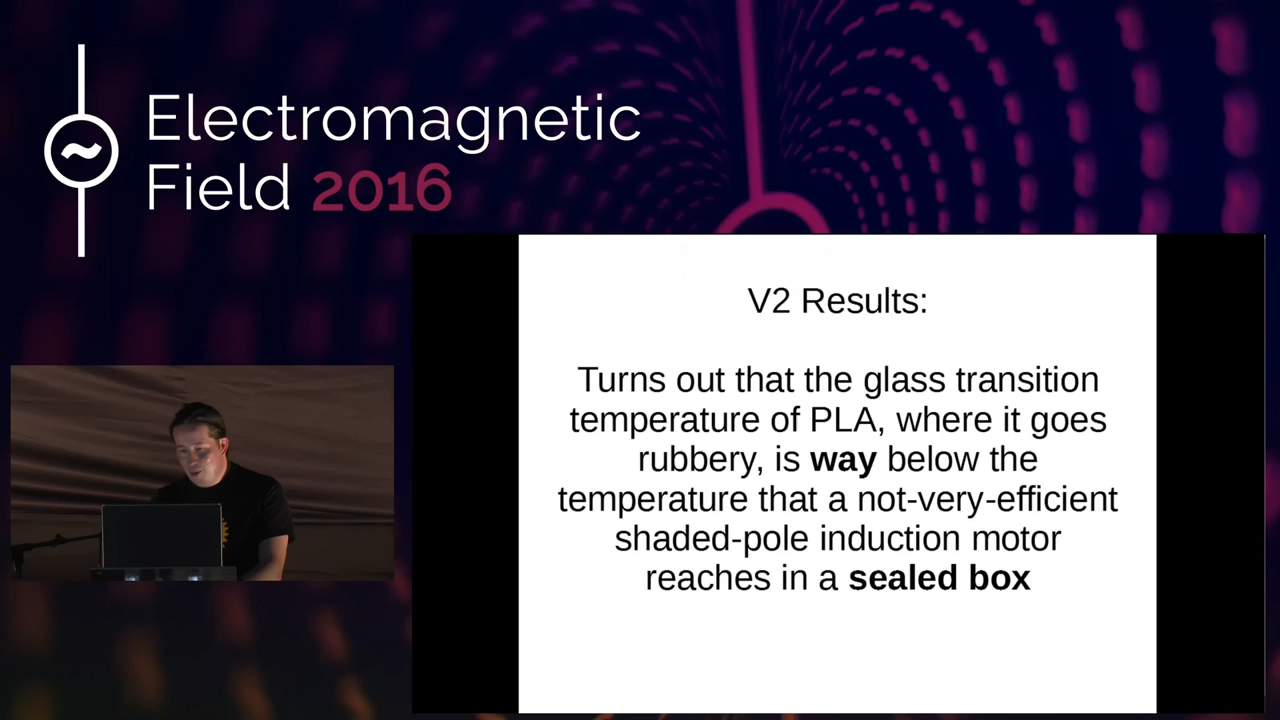 Electromagnetic
Field 2016
V2 Results:
Turns out that the glass transition
temperature of PLA, where it goes
rubbery, is way below the
temperature that a not-very-efficient
shaded-pole induction motor
reaches in a sealed box